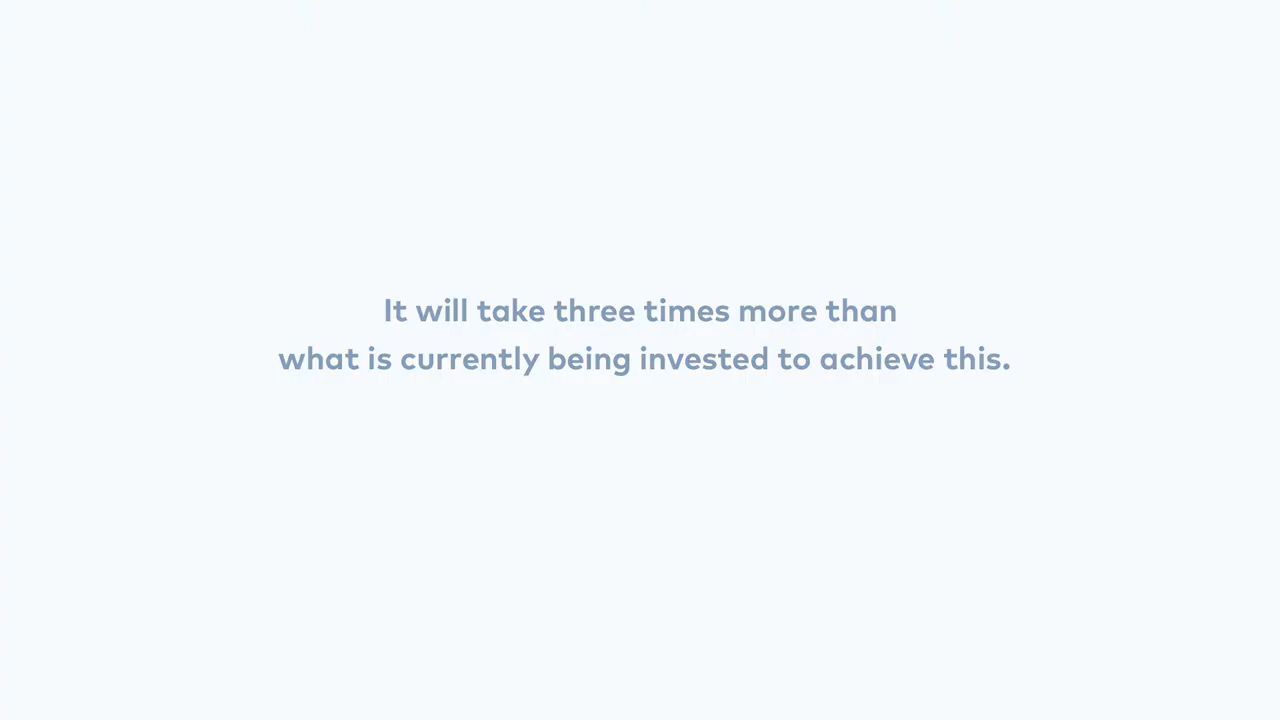 It will take three times more than
what is currently being invested to achieve this.